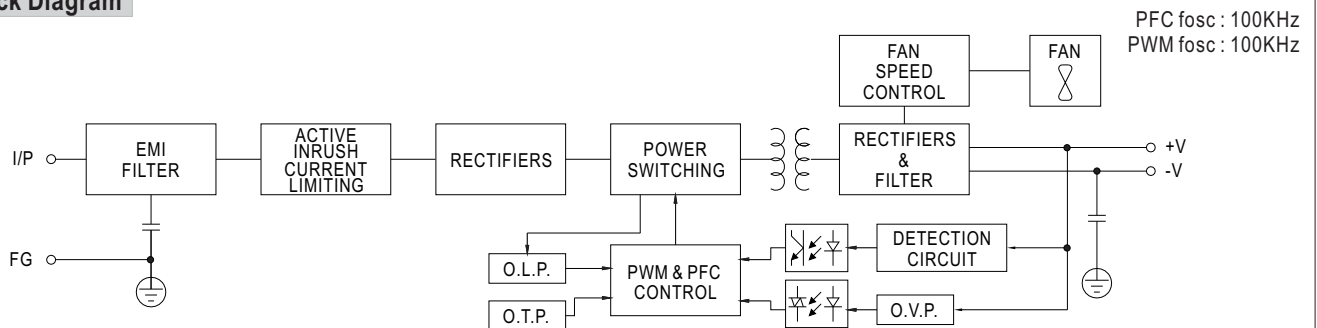 Diagram
PFC fosc : 100KHz
PWM fosc : 100KHz
FAN
SPEED
CONTROL
FAN
I/P
EMI
FILTER
ACTIVE
INRUSH
CURRENT
LIMITING
RECTIFIERS
POWER
SWITCHING
RECTIFIERS
&
FILTER
+V
-V
FG
O.L.P.
O.T.P.
PWM & PFC
CONTROL
DETECTION
CIRCUIT
O.V.P.